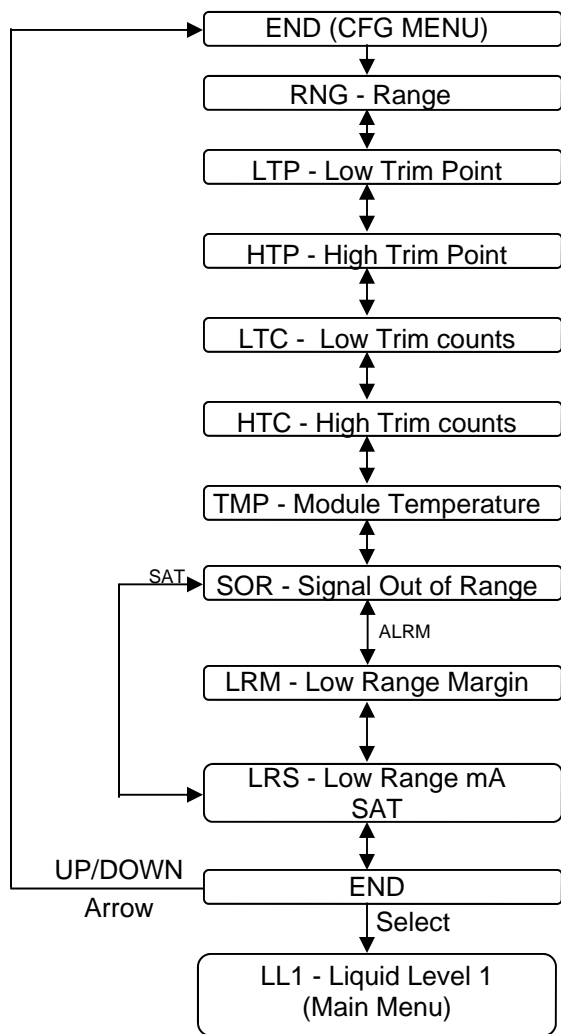 END (CFG MENU)
RNG - Range
LTP - Low Trim Point
HTP - High Trim Point
LTC -  Low Trim counts
HTC - High Trim counts
TMP - Module Temperature
SAT
SOR - Signal Out of Range
ALRM
LRM - Low Range Margin
LRS - Low Range mA
SAT
UP/DOWN
Arrow
END
Select
LL1 - Liquid Level 1
(Main Menu)